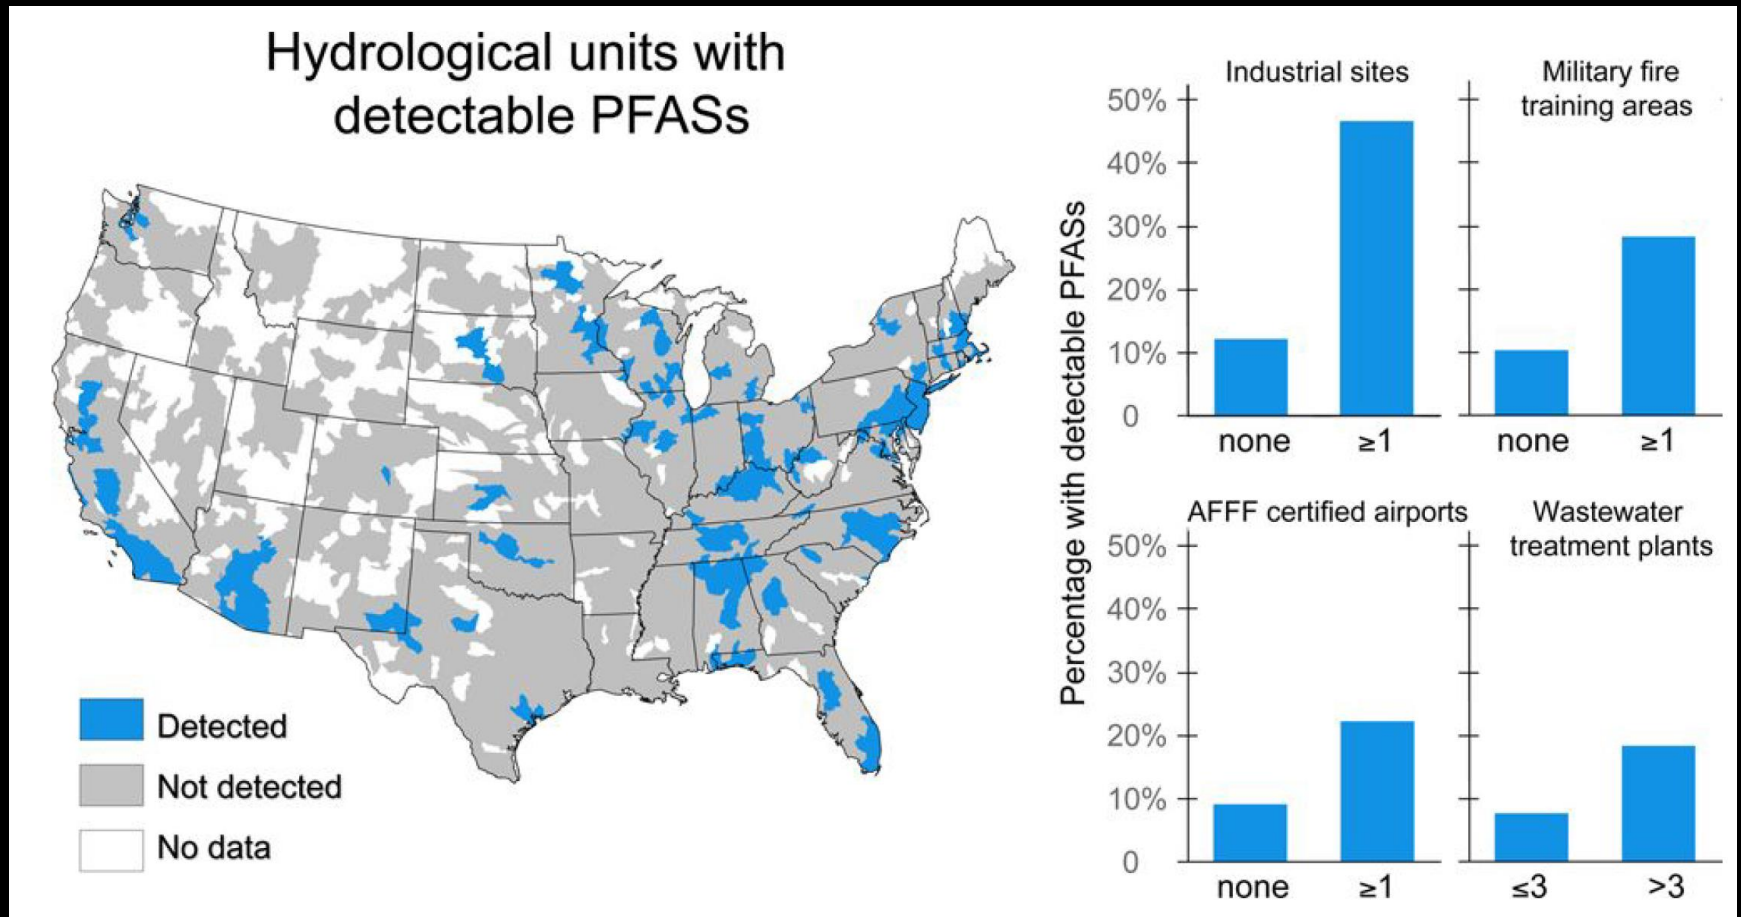 Hydrological units with
detectable PFASs
Detected
Not detected
No data
Percentage with detectable PFASs
Industrial sites
50%
40%
30%
20%
10%
0
none
≥1
Military fire
training areas
none
≥1
AFFF certified airports
50%
40%
30%
20%
10%
0
none
≥1
Wastewater
treatment plants
≤3
>3